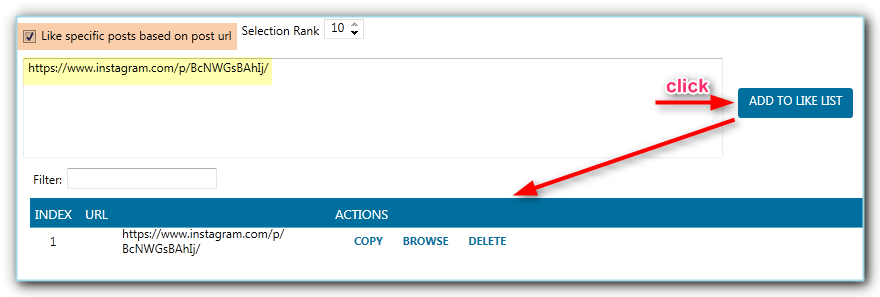 Like specific posts based on post url Selection Rank 10
https://www.instagram.com/p/BcNWGsBAhIj/
click
ADD TO LIKE LIST
Filter:
INDEX URL ACTIONS
1 https://www.instagram.com/p/ COPY BROWSE DELETE
BcNWGsBAhIj/